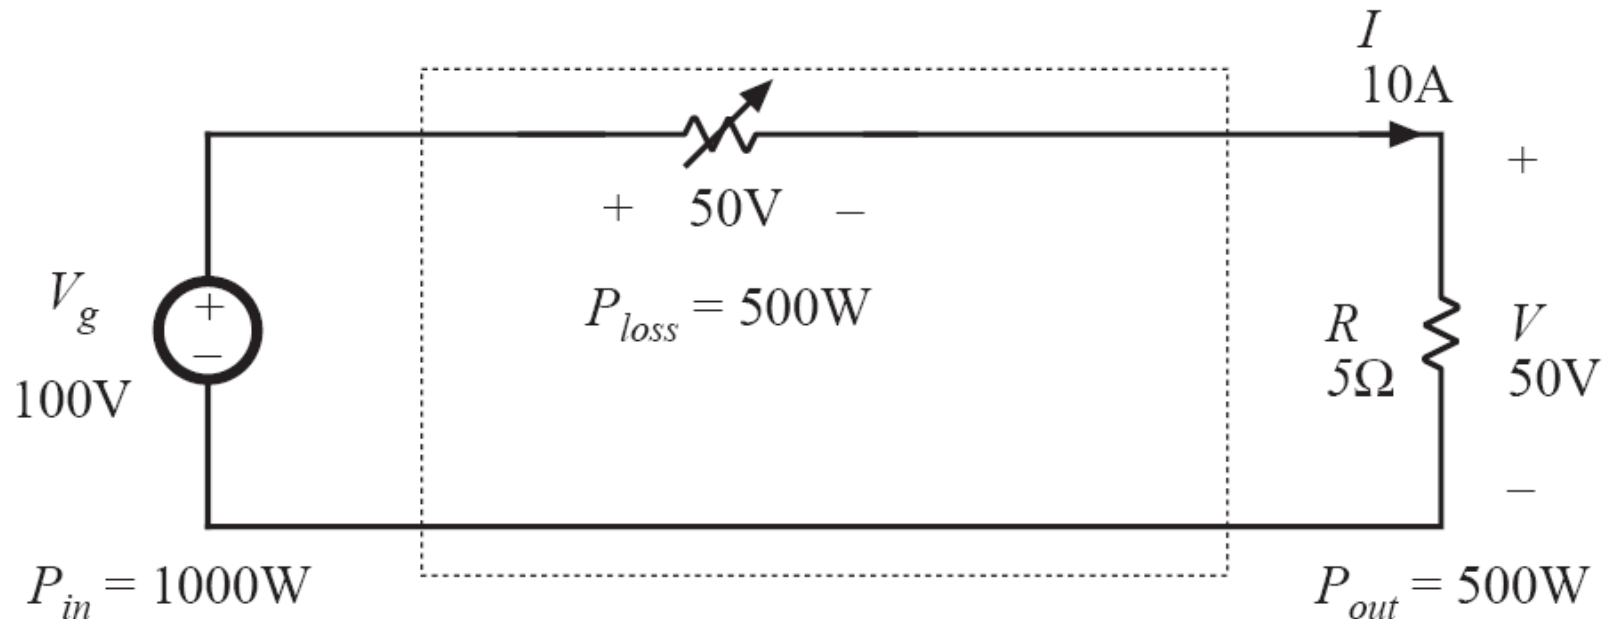 I
10A
+
+ 50V –
V_g
+
–
100V
P_loss = 500W
R
5Ω
V
50V
–
P_in = 1000W
P_out = 500W